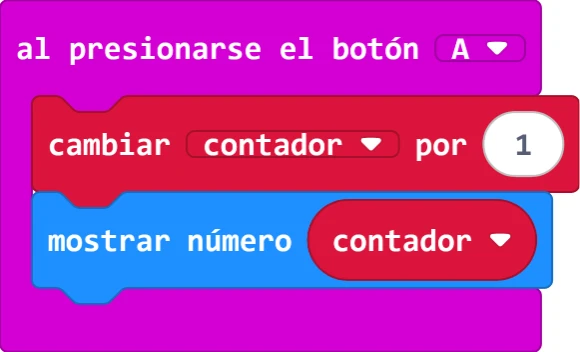 al presionarse el botón A
cambiar contador por 1
mostrar número contador